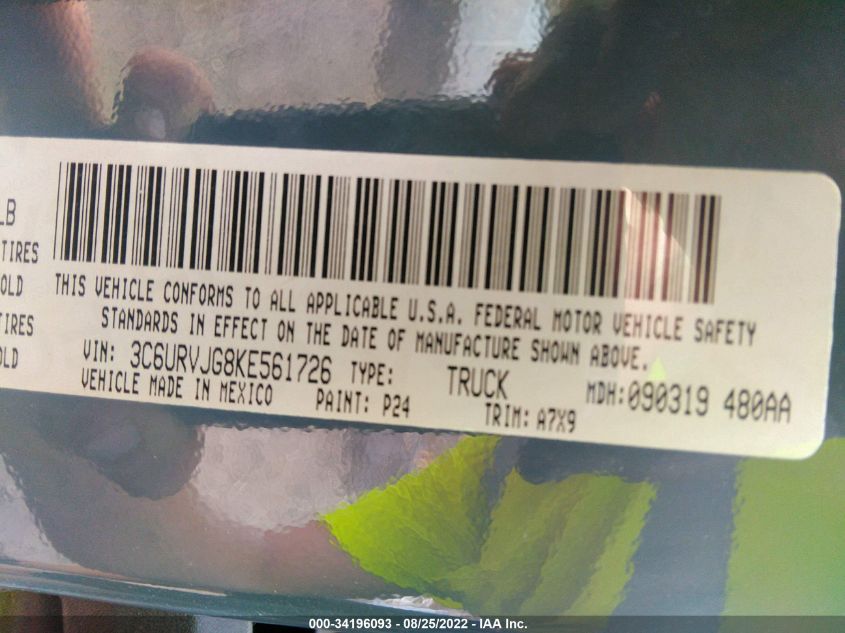 LB
TIRES
OLD
TIRES
OLD
THIS VEHICLE CONFORMS TO ALL APPLICABLE U.S.A. FEDERAL MOTOR VEHICLE SAFETY
STANDARDS IN EFFECT ON THE DATE OF MANUFACTURE SHOWN ABOVE.
VIN: 3C6URVJG8KE561726 TYPE: TRUCK MDH:090319 480AA
VEHICLE MADE IN MEXICO PAINT: P24 TRIM: A7X9
000-34196093 - 08/25/2022 - IAA Inc.